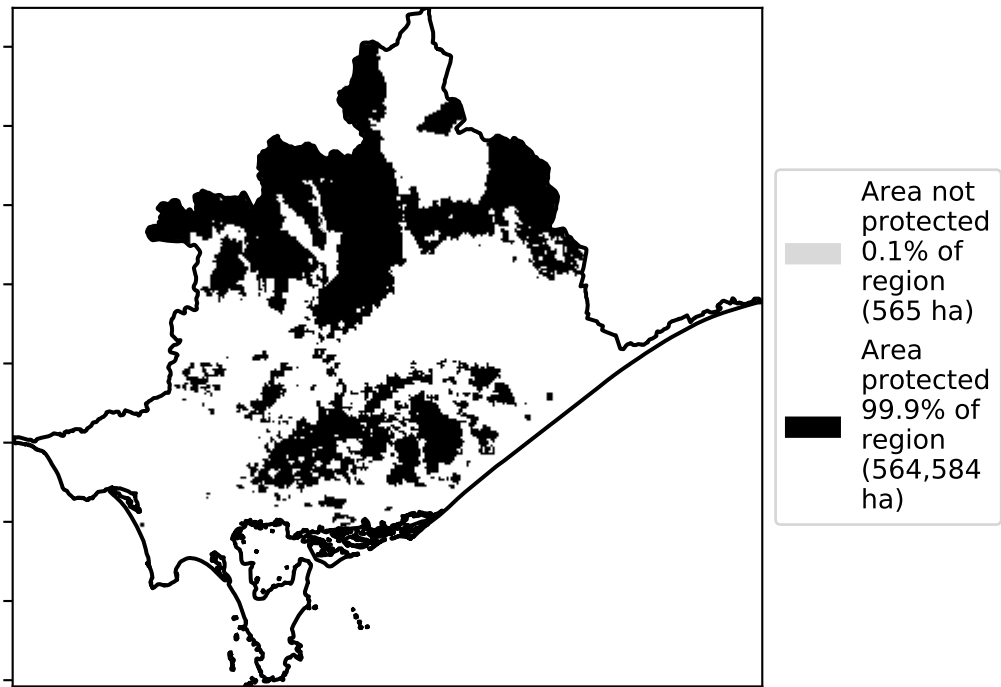 Area not
protected
0.1% of
region
(565 ha)
Area
protected
99.9% of
region
(564,584
ha)